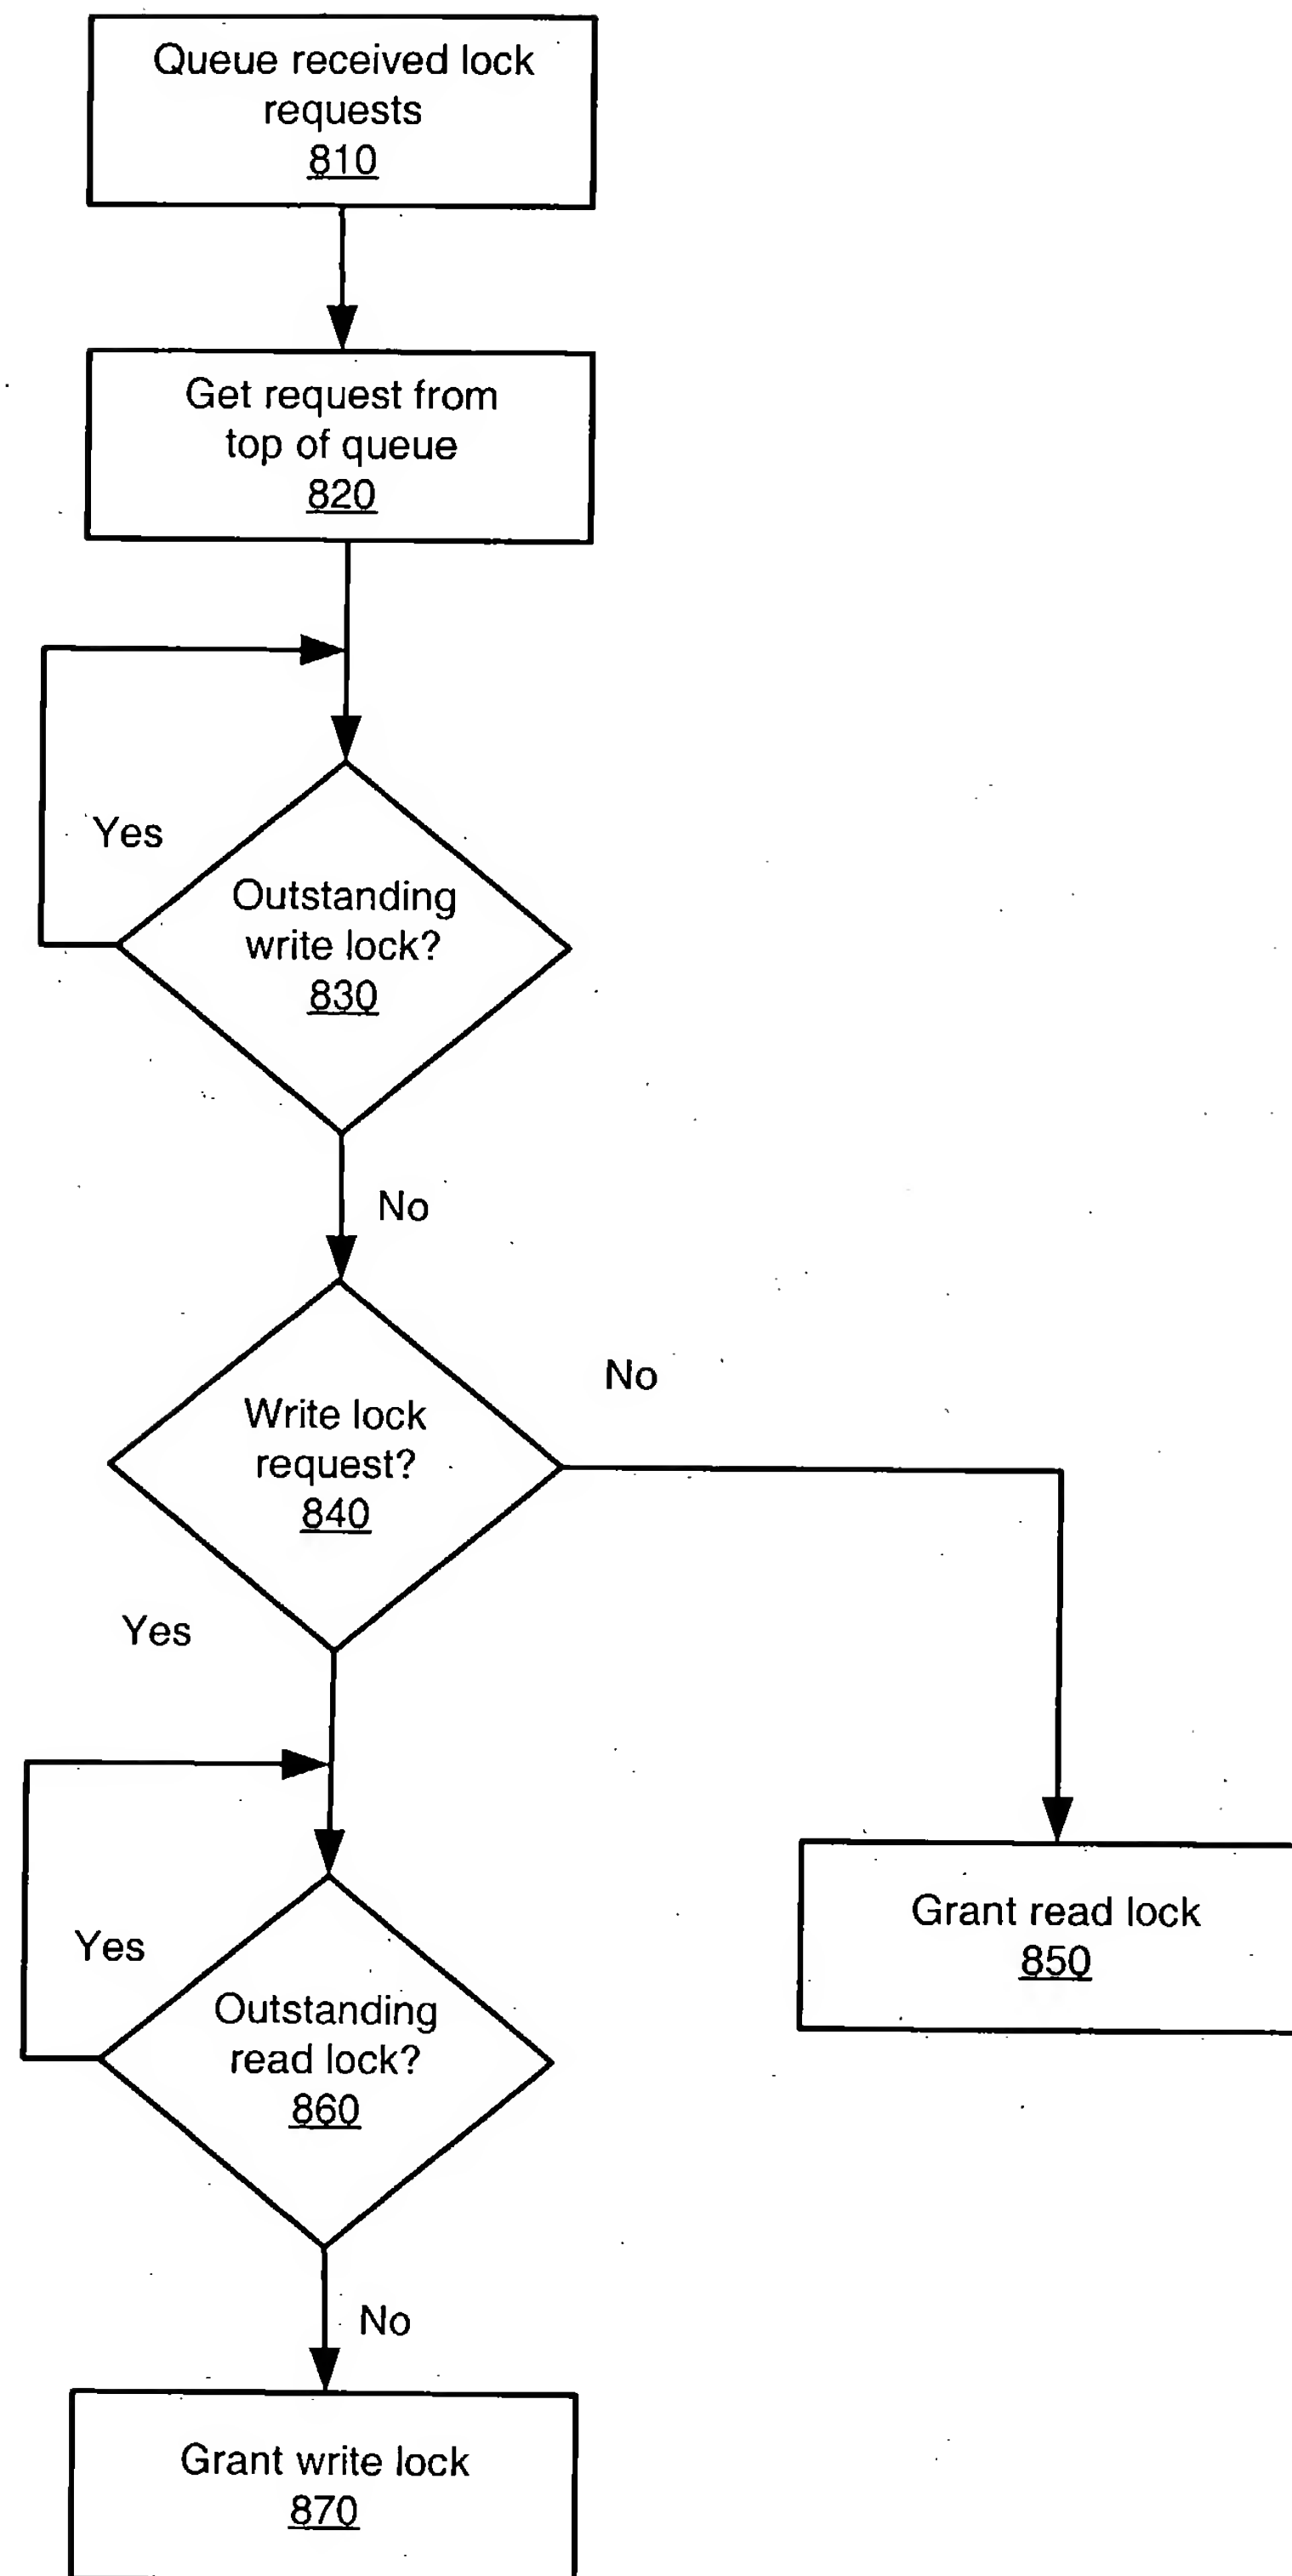 Queue received lock
requests
810
Get request from
top of queue
820
Yes
Outstanding
write lock?
830
No
No
Write lock
request?
840
Yes
Grant read lock
850
Yes
Outstanding
read lock?
860
No
Grant write lock
870